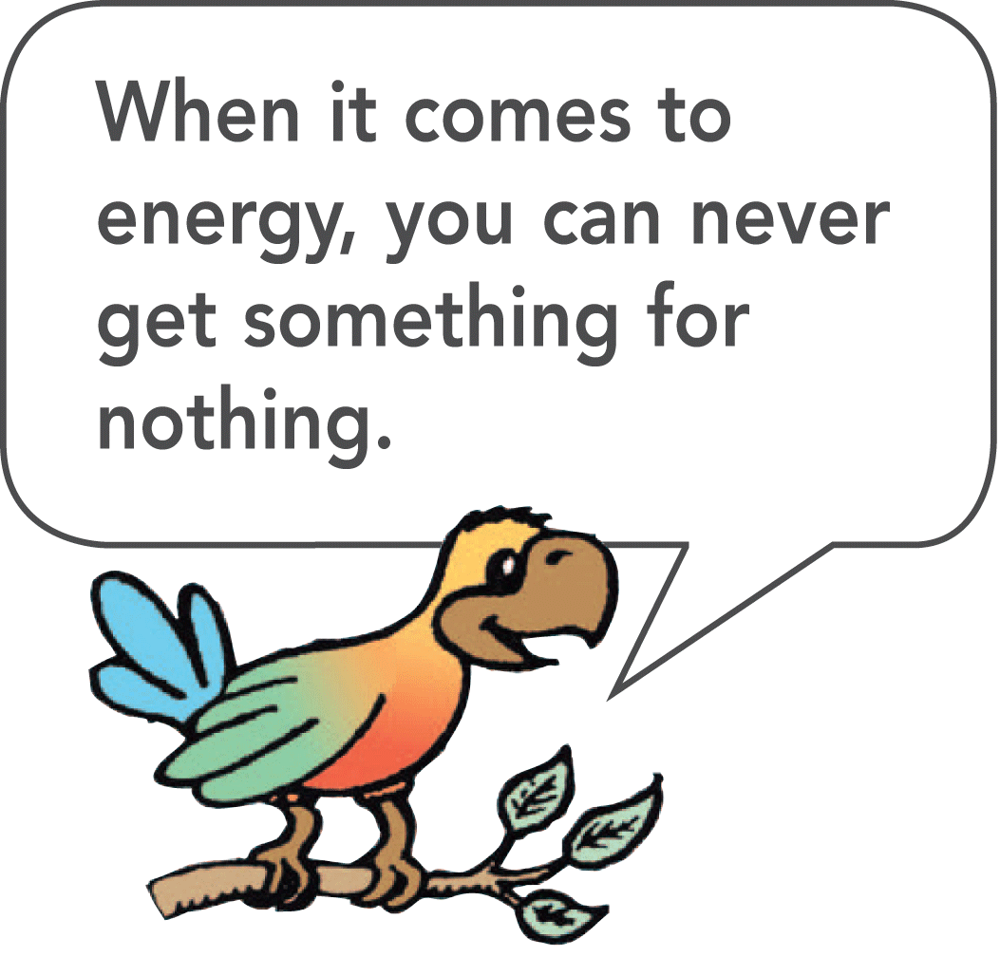 When it comes to
energy, you can never
get something for
nothing.